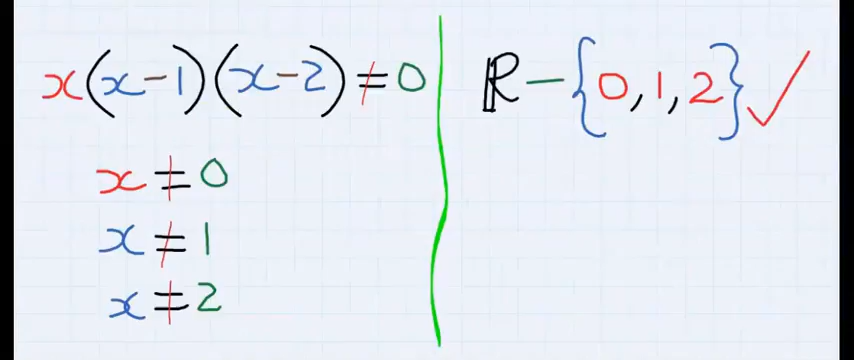 x(x-1)(x-2)≠0
x≠0
x≠1
x≠2
ℝ-{0,1,2}✓